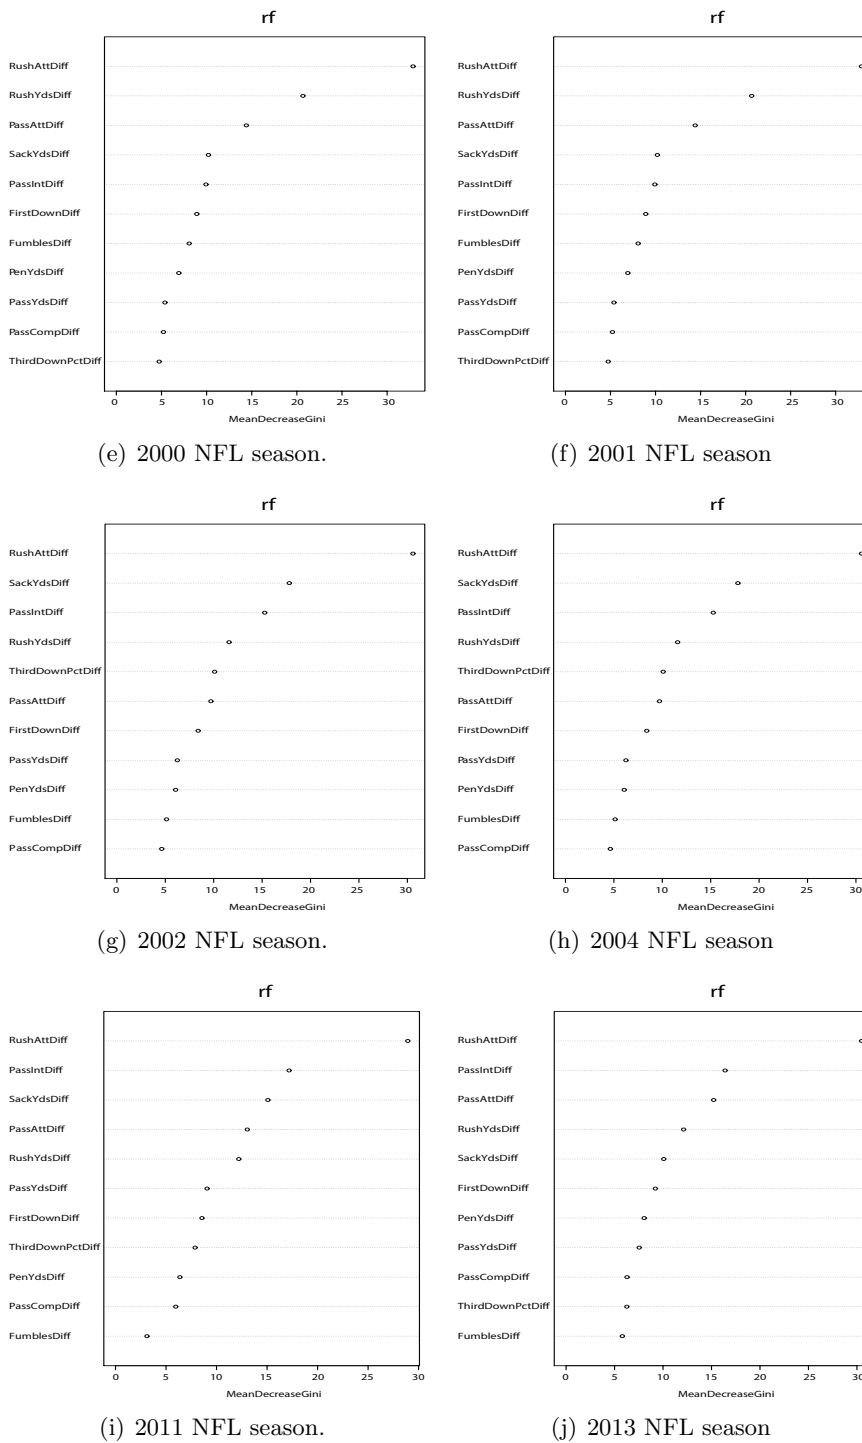 rf
RushAttDiff
RushYdsDiff
PassAttDiff
SackYdsDiff
PassIntDiff
FirstDownDiff
FumblesDiff
PenYdsDiff
PassYdsDiff
PassCompDiff
ThirdDownPctDiff
0 5 10 15 20 25 30
MeanDecreaseGini
(e) 2000 NFL season.
rf
RushAttDiff
RushYdsDiff
PassAttDiff
SackYdsDiff
PassIntDiff
FirstDownDiff
FumblesDiff
PenYdsDiff
PassYdsDiff
PassCompDiff
ThirdDownPctDiff
0 5 10 15 20 25 30
MeanDecreaseGini
(f) 2001 NFL season
rf
RushAttDiff
SackYdsDiff
PassIntDiff
RushYdsDiff
ThirdDownPctDiff
PassAttDiff
FirstDownDiff
PassYdsDiff
PenYdsDiff
FumblesDiff
PassCompDiff
0 5 10 15 20 25 30
MeanDecreaseGini
(g) 2002 NFL season.
rf
RushAttDiff
SackYdsDiff
PassIntDiff
RushYdsDiff
ThirdDownPctDiff
PassAttDiff
FirstDownDiff
PassYdsDiff
PenYdsDiff
FumblesDiff
PassCompDiff
0 5 10 15 20 25 30
MeanDecreaseGini
(h) 2004 NFL season
rf
RushAttDiff
PassIntDiff
SackYdsDiff
PassAttDiff
RushYdsDiff
PassYdsDiff
FirstDownDiff
ThirdDownPctDiff
PenYdsDiff
PassCompDiff
FumblesDiff
0 5 10 15 20 25 30
MeanDecreaseGini
(i) 2011 NFL season.
rf
RushAttDiff
PassIntDiff
PassAttDiff
RushYdsDiff
SackYdsDiff
FirstDownDiff
PenYdsDiff
PassYdsDiff
PassCompDiff
ThirdDownPctDiff
FumblesDiff
0 5 10 15 20 25 30
MeanDecreaseGini
(j) 2013 NFL season